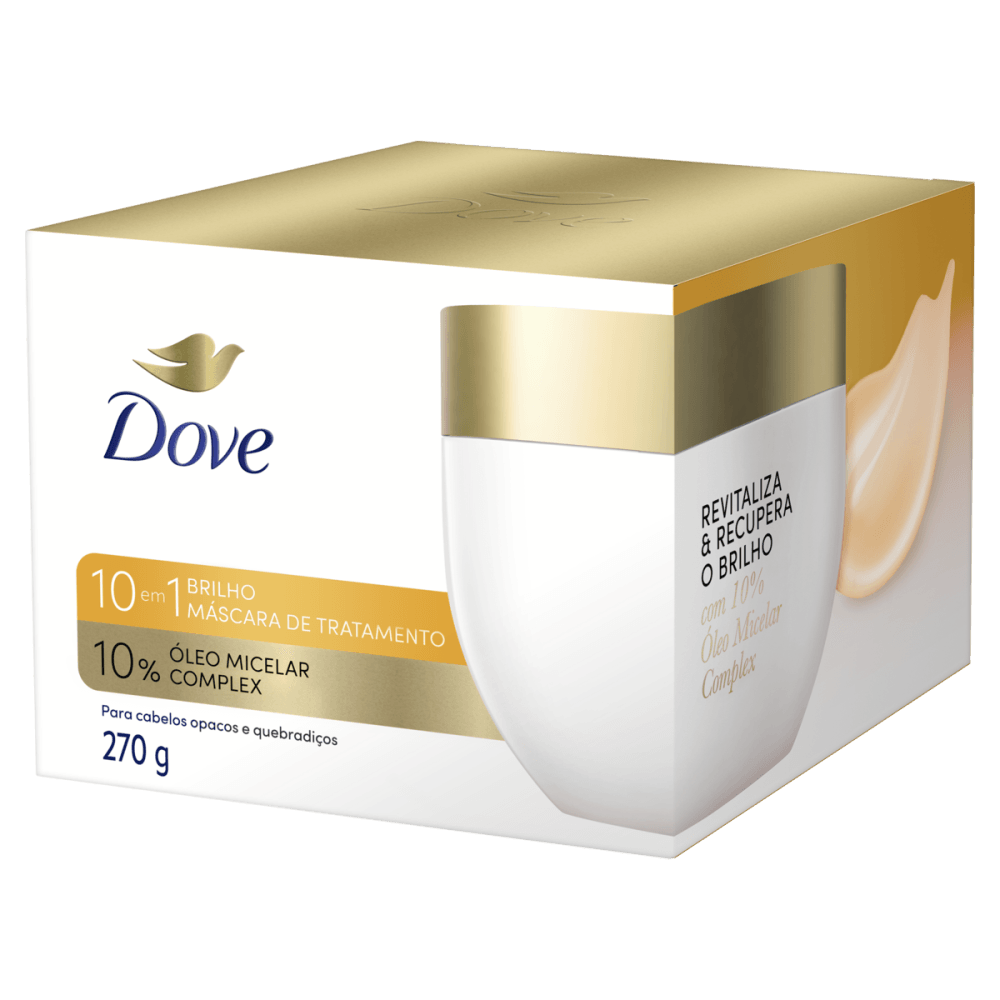 Dove
Dove
10 em 1 BRILHO
MÁSCARA DE TRATAMENTO
10% ÓLEO MICELAR
COMPLEX
Para cabelos opacos e quebradiços
270 g
REVITALIZA
& RECUPERA
O BRILHO
com 10%
Óleo Micelar
Complex